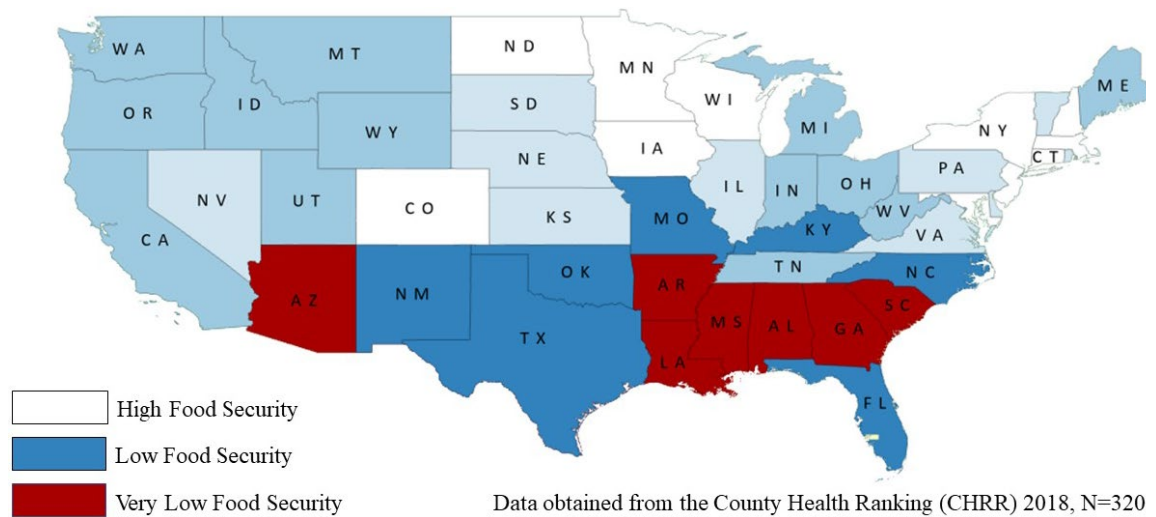 WA
MT
ND
MN
OR
ID
SD
WI
ME
WY
MI
NY
IA
NE
CT
PA
NV
UT
IL
IN
OH
CO
KS
WV
CA
MO
KY
VA
TN
NC
OK
AR
AZ
NM
SC
MS
AL
GA
TX
LA
FL
High Food Security
Low Food Security
Very Low Food Security
Data obtained from the County Health Ranking (CHRR) 2018, N=320